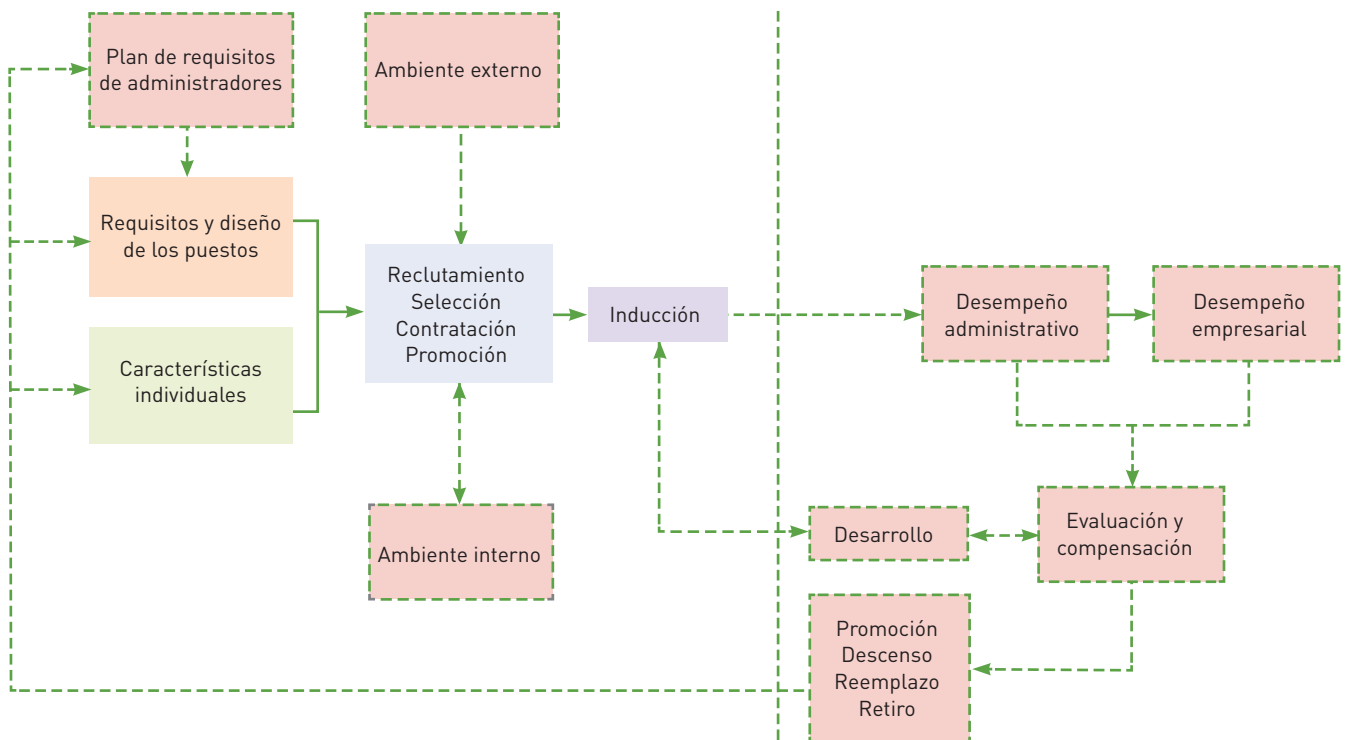 Plan de requisitos
de administradores
Ambiente externo
Requisitos y diseño
de los puestos
Reclutamiento
Selección
Contratación
Promoción
Inducción
Desempeño
administrativo
Desempeño
empresarial
Características
individuales
Ambiente interno
Desarrollo
Evaluación y
compensación
Promoción
Descenso
Reemplazo
Retiro